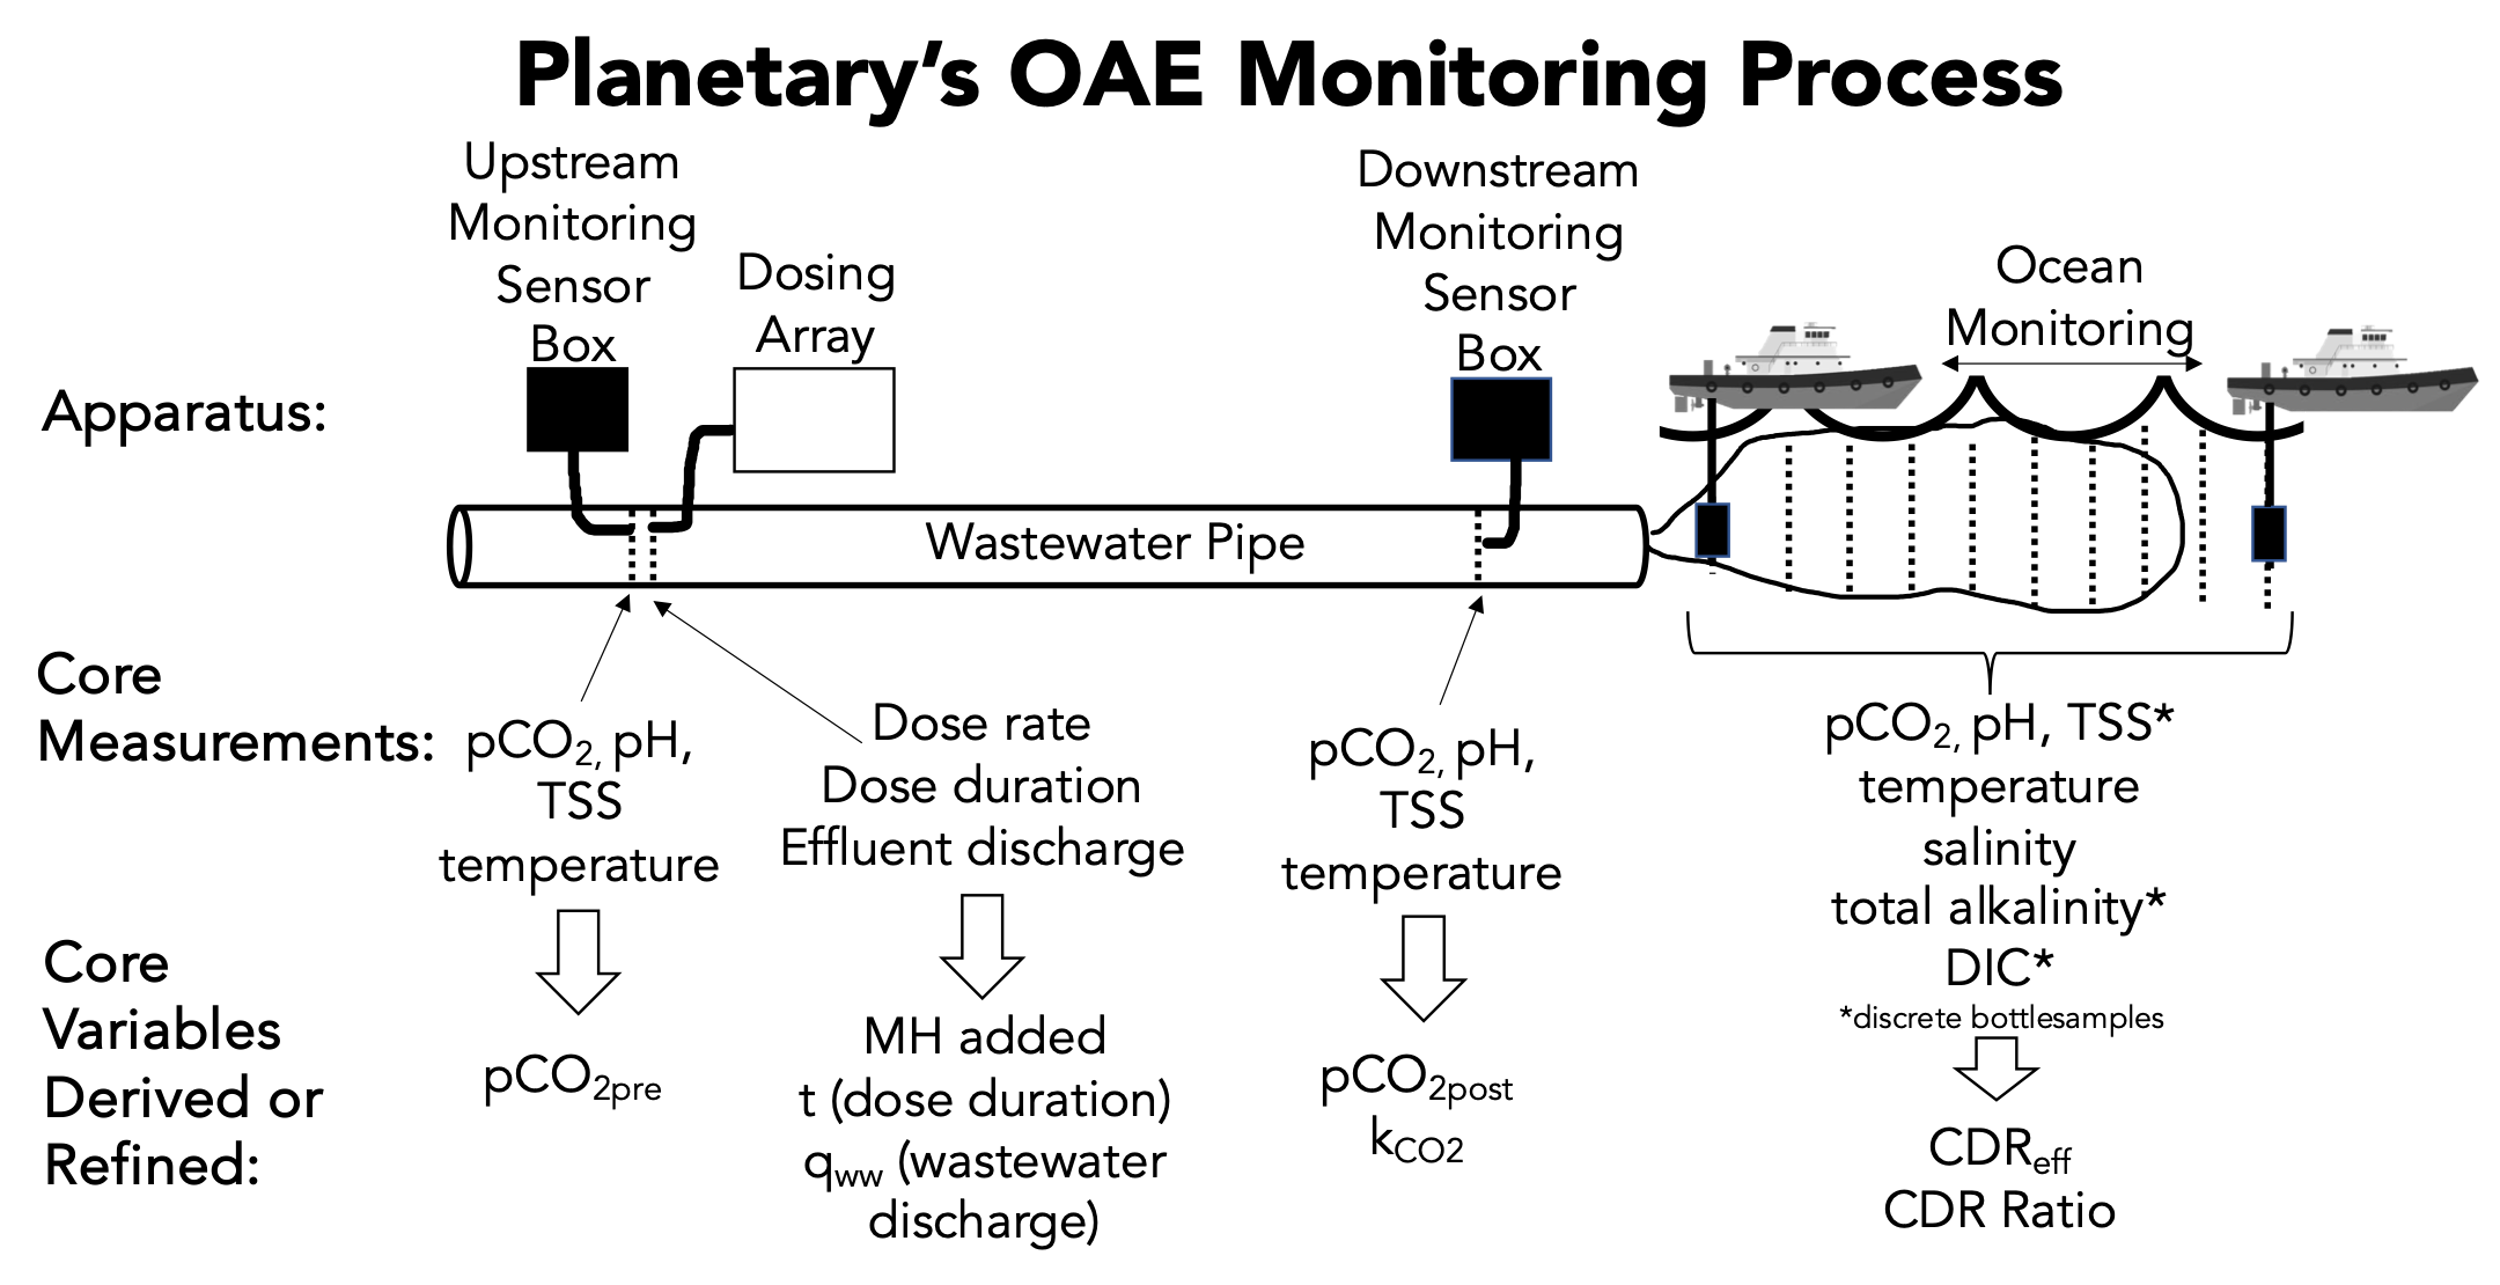 Planetary’s OAE Monitoring Process
Upstream
Monitoring
Sensor
Box
Dosing
Array
Downstream
Monitoring
Sensor
Box
Ocean
Monitoring
Apparatus:
Wastewater Pipe
Core
Measurements:
pCO₂, pH,
TSS
temperature
Dose rate
Dose duration
Effluent discharge
pCO₂, pH,
TSS
temperature
pCO₂, pH, TSS*
temperature
salinity
total alkalinity*
DIC*
*discrete bottlesamples
Core
Variables
Derived or
Refined:
pCO2pre
MH added
t (dose duration)
qww (wastewater
discharge)
pCO2post
kCO2
CDReff
CDR Ratio